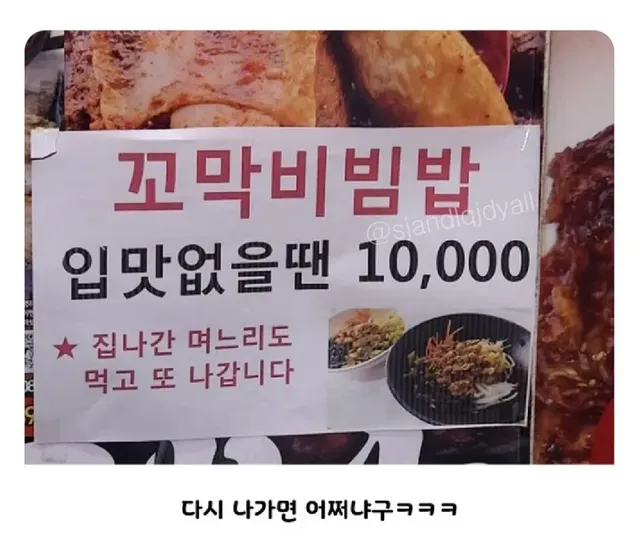 꼬막비빔밥
@sjandlqjdyall
입맛없을땐 10,000
★ 집나간 며느리도
먹고 또 나갑니다
다시 나가면 어쩌냐구ㅋㅋㅋ